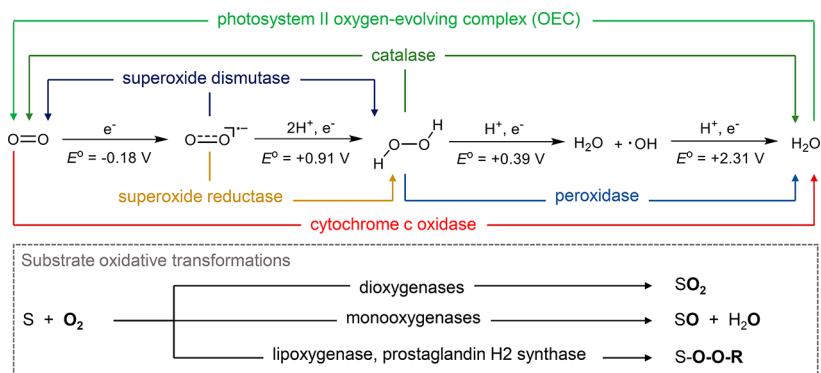 photosystem II oxygen-evolving complex (OEC)
catalase
superoxide dismutase
O=O
e⁻
E° = -0.18 V
O=O ⌉•−
2H⁺, e⁻
E° = +0.91 V
H O–O H
H⁺, e⁻
E° = +0.39 V
H₂O + •OH
H⁺, e⁻
E° = +2.31 V
H₂O
superoxide reductase
peroxidase
cytochrome c oxidase
Substrate oxidative transformations
S + O₂
dioxygenases
SO₂
monooxygenases
SO + H₂O
lipoxygenase, prostaglandin H2 synthase
S-O-O-R